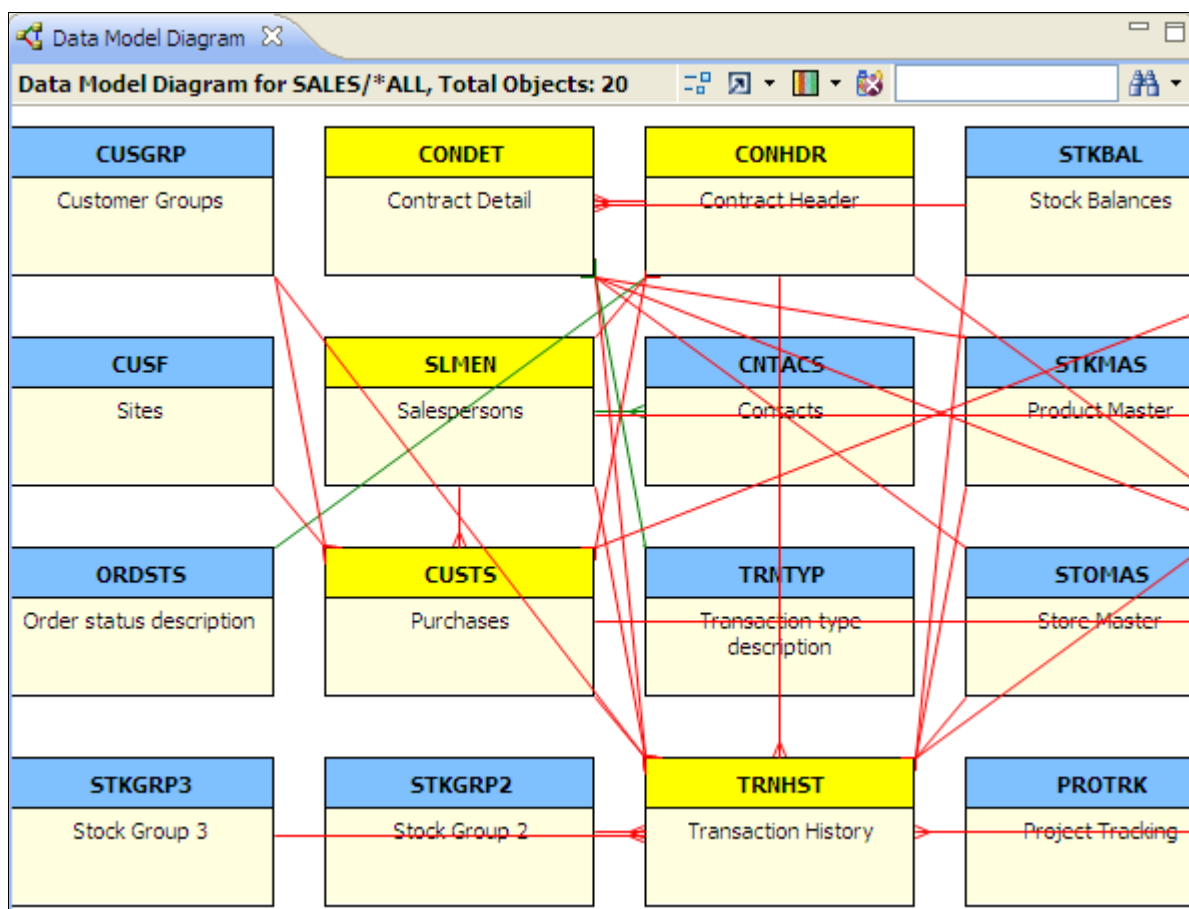 Data Model Diagram
Data Model Diagram for SALES/*ALL, Total Objects: 20
CUSGRP
Customer Groups
CONDET
Contract Detail
CONHDR
Contract Header
STKBAL
Stock Balances
CUSF
Sites
SLMEN
Salespersons
CNTACS
Contacts
STKMAS
Product Master
ORDSTS
Order status description
CUSTS
Purchases
TRNTYP
Transaction type
description
STOMAS
Store Master
STKGRP3
Stock Group 3
STKGRP2
Stock Group 2
TRNHST
Transaction History
PROTRK
Project Tracking